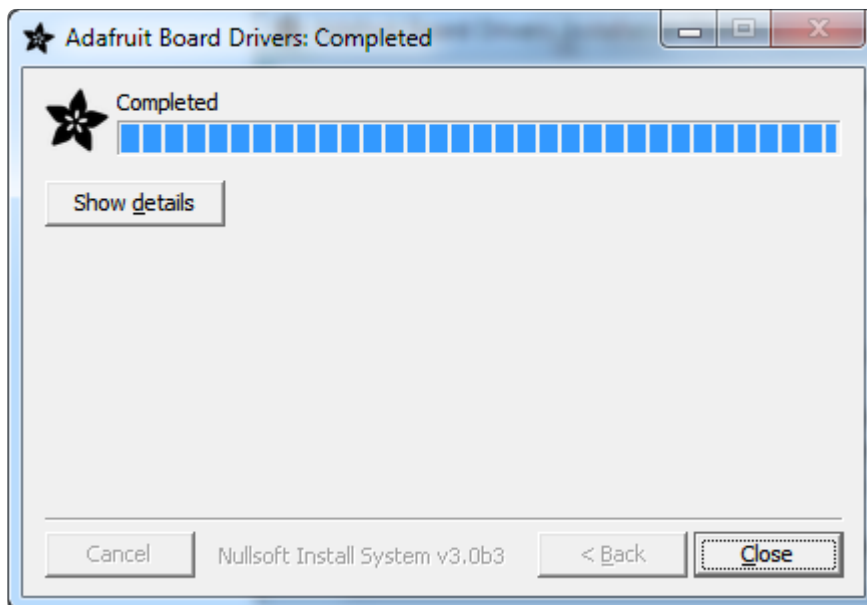 Adafruit Board Drivers: Completed
Completed
Show details
Cancel
Nullsoft Install System v3.0b3
< Back
Close